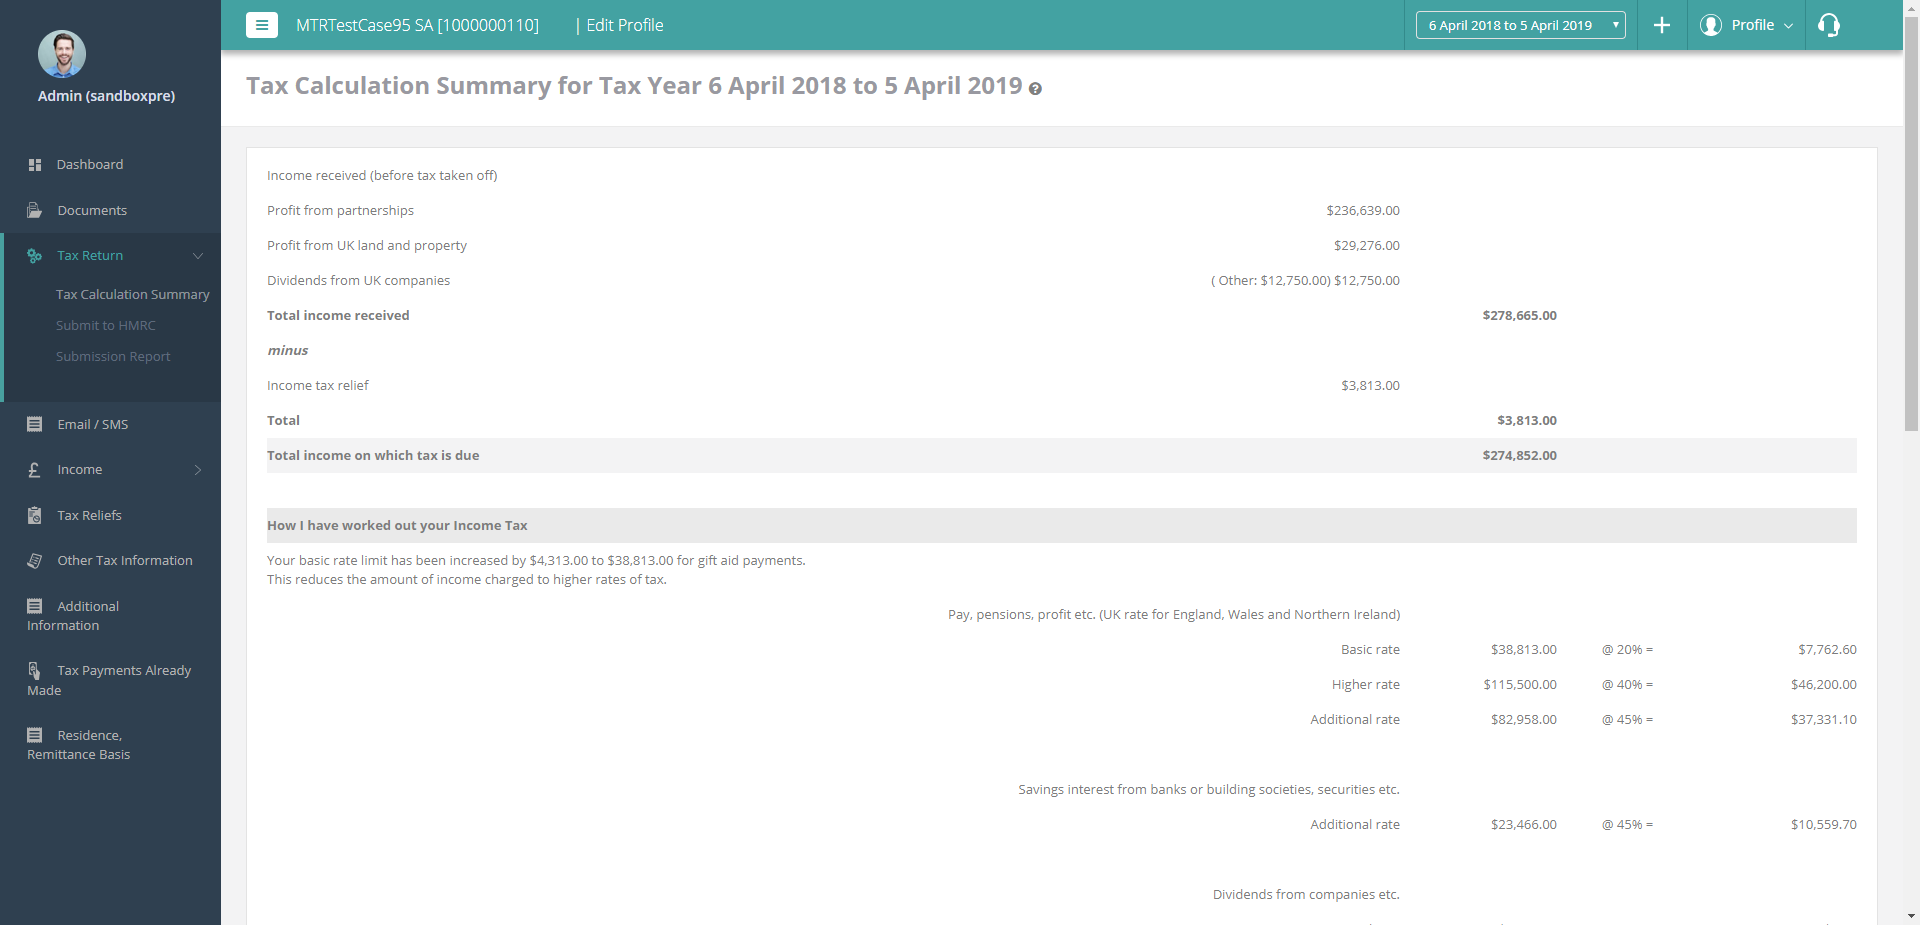 MTRTestCase95 SA [1000000110] | Edit Profile 6 April 2018 to 5 April 2019 Profile
Admin (sandboxpre)
Dashboard
Documents
Tax Return
Tax Calculation Summary
Submit to HMRC
Submission Report
Email / SMS
Income
Tax Reliefs
Other Tax Information
Additional
Information
Tax Payments Already
Made
Residence,
Remittance Basis
Tax Calculation Summary for Tax Year 6 April 2018 to 5 April 2019
Income received (before tax taken off)
Profit from partnerships $236,639.00
Profit from UK land and property $29,276.00
Dividends from UK companies ( Other: $12,750.00) $12,750.00
Total income received $278,665.00
minus
Income tax relief $3,813.00
Total $3,813.00
Total income on which tax is due $274,852.00
How I have worked out your Income Tax
Your basic rate limit has been increased by $4,313.00 to $38,813.00 for gift aid payments.
This reduces the amount of income charged to higher rates of tax.
Pay, pensions, profit etc. (UK rate for England, Wales and Northern Ireland)
Basic rate $38,813.00 @ 20% = $7,762.60
Higher rate $115,500.00 @ 40% = $46,200.00
Additional rate $82,958.00 @ 45% = $37,331.10
Savings interest from banks or building societies, securities etc.
Additional rate $23,466.00 @ 45% = $10,559.70
Dividends from companies etc.